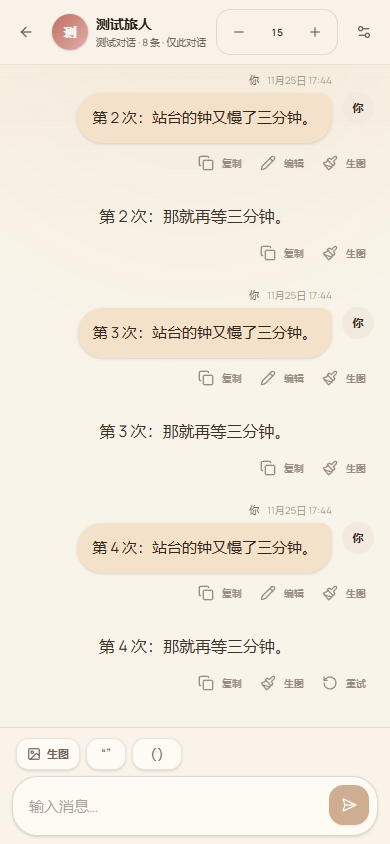 测
测试旅人
测试对话 · 8 条 · 仅此对话
15
你 11月25日 17:44
第 2 次：站台的钟又慢了三分钟。
你
复制 编辑 生图
第 2 次：那就再等三分钟。
复制 生图
你 11月25日 17:44
第 3 次：站台的钟又慢了三分钟。
你
复制 编辑 生图
第 3 次：那就再等三分钟。
复制 生图
你 11月25日 17:44
第 4 次：站台的钟又慢了三分钟。
你
复制 编辑 生图
第 4 次：那就再等三分钟。
复制 生图 重试
生图 “” （）
输入消息...